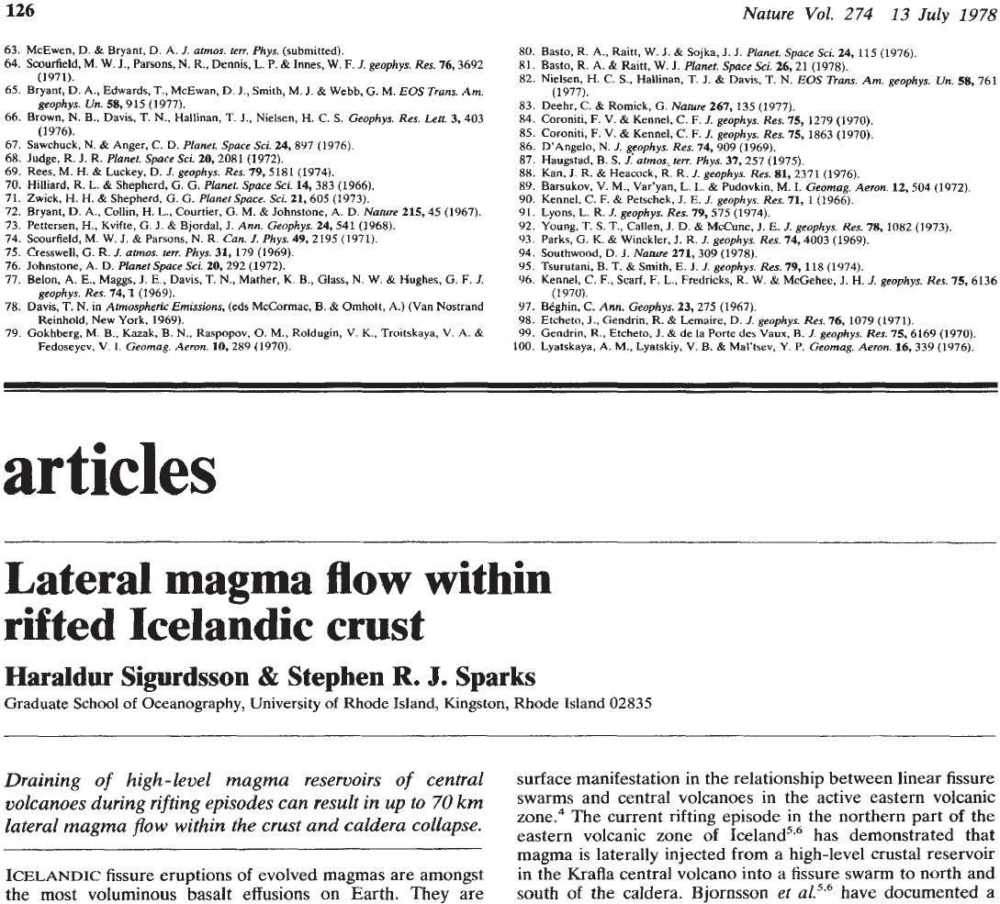 126
Nature Vol. 274 13 July 1978
63. McEwen, D. & Bryant, D. A. J. atmos. terr. Phys. (submitted).
64. Scourfield, M. W. J., Parsons, N. R., Dennis, L. P. & Innes, W. F. J. geophys. Res. 76, 3692
(1971).
65. Bryant, D. A., Edwards, T., McEwan, D. J., Smith, M. J. & Webb, G. M. EOS Trans. Am.
geophys. Un. 58, 915 (1977).
66. Brown, N. B., Davis, T. N., Hallinan, T. J., Nielsen, H. C. S. Geophys. Res. Lett. 3, 403
(1976).
67. Sawchuck, N. & Anger, C. D. Planet. Space Sci. 24, 897 (1976).
68. Judge, R. J. R. Planet. Space Sci. 20, 2081 (1972).
69. Rees, M. H. & Luckey, D. J. geophys. Res. 79, 5181 (1974).
70. Hilliard, R. L. & Shepherd, G. G. Planet. Space Sci. 14, 383 (1966).
71. Zwick, H. H. & Shepherd, G. G. Planet Space. Sci. 21, 605 (1973).
72. Bryant, D. A., Collin, H. L., Courtier, G. M. & Johnstone, A. D. Nature 215, 45 (1967).
73. Pettersen, H., Kvifte, G. J. & Bjordal, J. Ann. Geophys. 24, 541 (1968).
74. Scourfield, M. W. J. & Parsons, N. R. Can. J. Phys. 49, 2195 (1971).
75. Cresswell, G. R. J. atmos. terr. Phys. 31, 179 (1969).
76. Johnstone, A. D. Planet Space Sci. 20, 292 (1972).
77. Belon, A. E., Maggs, J. E., Davis, T. N., Mather, K. B., Glass, N. W. & Hughes, G. F. J.
geophys. Res. 74, 1 (1969).
78. Davis, T. N. in Atmospheric Emissions, (eds McCormac, B. & Omholt, A.) (Van Nostrand
Reinhold, New York, 1969).
79. Gokhberg, M. B., Kazak, B. N., Raspopov, O. M., Roldugin, V. K., Troitskaya, V. A. &
Fedoseyev, V. I. Geomag. Aeron. 10, 289 (1970).
80. Basto, R. A., Raitt, W. J. & Sojka, J. J. Planet. Space Sci. 24, 115 (1976).
81. Basto, R. A. & Raitt, W. J. Planet. Space Sci. 26, 21 (1978).
82. Nielsen, H. C. S., Hallinan, T. J. & Davis, T. N. EOS Trans. Am. geophys. Un. 58, 761
(1977).
83. Deehr, C. & Romick, G. Nature 267, 135 (1977).
84. Coroniti, F. V. & Kennel, C. F. J. geophys. Res. 75, 1279 (1970).
85. Coroniti, F. V. & Kennel, C. F. J. geophys. Res. 75, 1863 (1970).
86. D'Angelo, N. J. geophys. Res. 74, 909 (1969).
87. Haugstad, B. S. J. atmos. terr. Phys. 37, 257 (1975).
88. Kan, J. R. & Heacock, R. R. J. geophys. Res. 81, 2371 (1976).
89. Barsukov, V. M., Var'yan, L. L. & Pudovkin, M. I. Geomag. Aeron. 12, 504 (1972).
90. Kennel, C. F. & Petschek, J. E. J. geophys. Res. 71, 1 (1966).
91. Lyons, L. R. J. geophys. Res. 79, 575 (1974).
92. Young, T. S. T., Callen, J. D. & McCune, J. E. J. geophys. Res. 78, 1082 (1973).
93. Parks, G. K. & Winckler, J. R. J. geophys. Res. 74, 4003 (1969).
94. Southwood, D. J. Nature 271, 309 (1978).
95. Tsurutani, B. T. & Smith, E. J. J. geophys. Res. 79, 118 (1974).
96. Kennel, C. F., Scarf, F. L., Fredricks, R. W. & McGehee, J. H. J. geophys. Res. 75, 6136
(1970).
97. Béghin, C. Ann. Geophys. 23, 275 (1967).
98. Etcheto, J., Gendrin, R. & Lemaire, D. J. geophys. Res. 76, 1079 (1971).
99. Gendrin, R., Etcheto, J. & de la Porte des Vaux, B. J. geophys. Res. 75, 6169 (1970).
100. Lyatskaya, A. M., Lyatskiy, V. B. & Mal'tsev, Y. P. Geomag. Aeron. 16, 339 (1976).
articles
Lateral magma flow within
rifted Icelandic crust
Haraldur Sigurdsson & Stephen R. J. Sparks
Graduate School of Oceanography, University of Rhode Island, Kingston, Rhode Island 02835
Draining of high-level magma reservoirs of central
volcanoes during rifting episodes can result in up to 70 km
lateral magma flow within the crust and caldera collapse.
ICELANDIC fissure eruptions of evolved magmas are amongst
the most voluminous basalt effusions on Earth. They are
surface manifestation in the relationship between linear fissure
swarms and central volcanoes in the active eastern volcanic
zone.⁴ The current rifting episode in the northern part of the
eastern volcanic zone of Iceland⁵,⁶ has demonstrated that
magma is laterally injected from a high-level crustal reservoir
in the Krafla central volcano into a fissure swarm to north and
south of the caldera. Bjornsson et al.⁵,⁶ have documented a